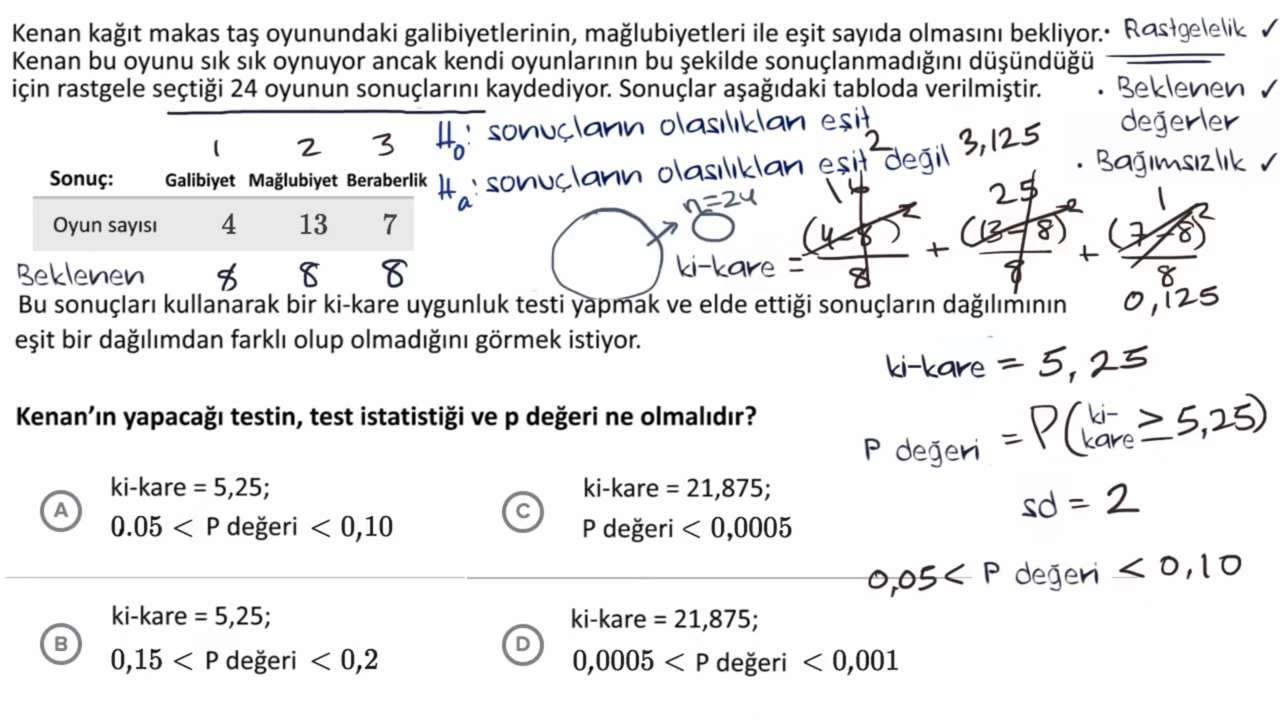 Kenan kağıt makas taş oyunundaki galibiyetlerinin, mağlubiyetleri ile eşit sayıda olmasını bekliyor.
Kenan bu oyunu sık sık oynuyor ancak kendi oyunlarının bu şekilde sonuçlanmadığını düşündüğü
için rastgele seçtiği 24 oyunun sonuçlarını kaydediyor. Sonuçlar aşağıdaki tabloda verilmiştir.
• Rastgelelik ✓
• Beklenen ✓
değerler
• Bağımsızlık ✓
H₀: sonuçların olasılıkları eşit
Hₐ: sonuçların olasılıkları eşit değil
1 2 3
Sonuç: Galibiyet Mağlubiyet Beraberlik
Oyun sayısı 4 13 7
Beklenen 8 8 8
n=24
2 3,125
25 1
ki-kare = (4-8)²/8 + (13-8)²/8 + (7-8)²/8
0,125
Bu sonuçları kullanarak bir ki-kare uygunluk testi yapmak ve elde ettiği sonuçların dağılımının
eşit bir dağılımdan farklı olup olmadığını görmek istiyor.
ki-kare = 5,25
Kenan'ın yapacağı testin, test istatistiği ve p değeri ne olmalıdır?
P değeri = P(ki-kare ≥ 5,25)
sd = 2
0,05 < P değeri < 0,10
A ki-kare = 5,25;
0.05 < P değeri < 0,10
C ki-kare = 21,875;
P değeri < 0,0005
B ki-kare = 5,25;
0,15 < P değeri < 0,2
D ki-kare = 21,875;
0,0005 < P değeri < 0,001